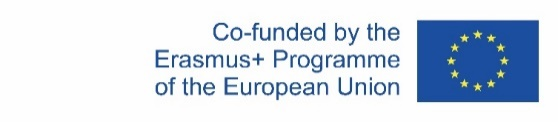 Co-funded by the
Erasmus+ Programme
of the European Union